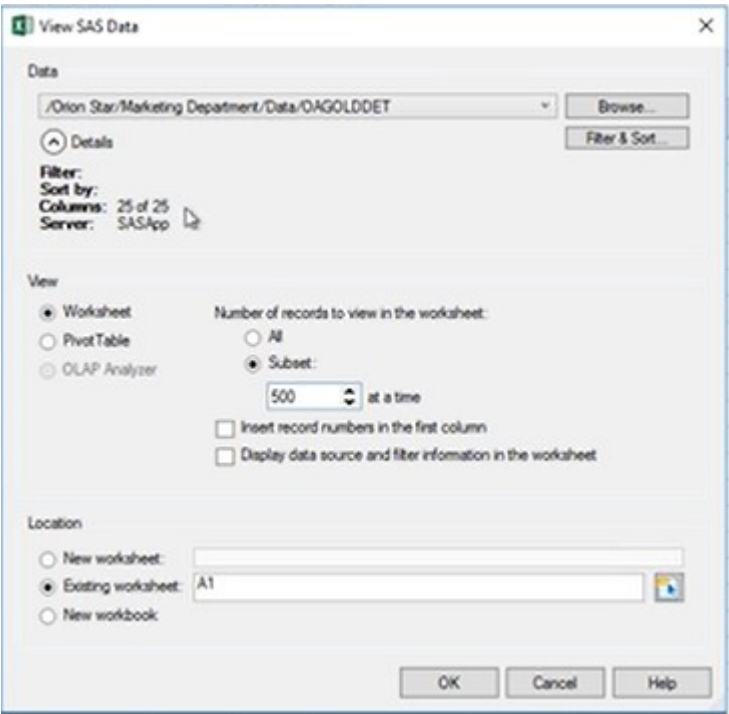 View SAS Data
Data
/Orion Star/Marketing Department/Data/OAGOLDDET
Browse...
Details
Filter & Sort...
Filter:
Sort by:
Columns: 25 of 25
Server: SASApp
View
Worksheet
Number of records to view in the worksheet:
PivotTable
All
OLAP Analyzer
Subset:
500 at a time
Insert record numbers in the first column
Display data source and filter information in the worksheet
Location
New worksheet:
Existing worksheet: A1
New workbook
OK Cancel Help